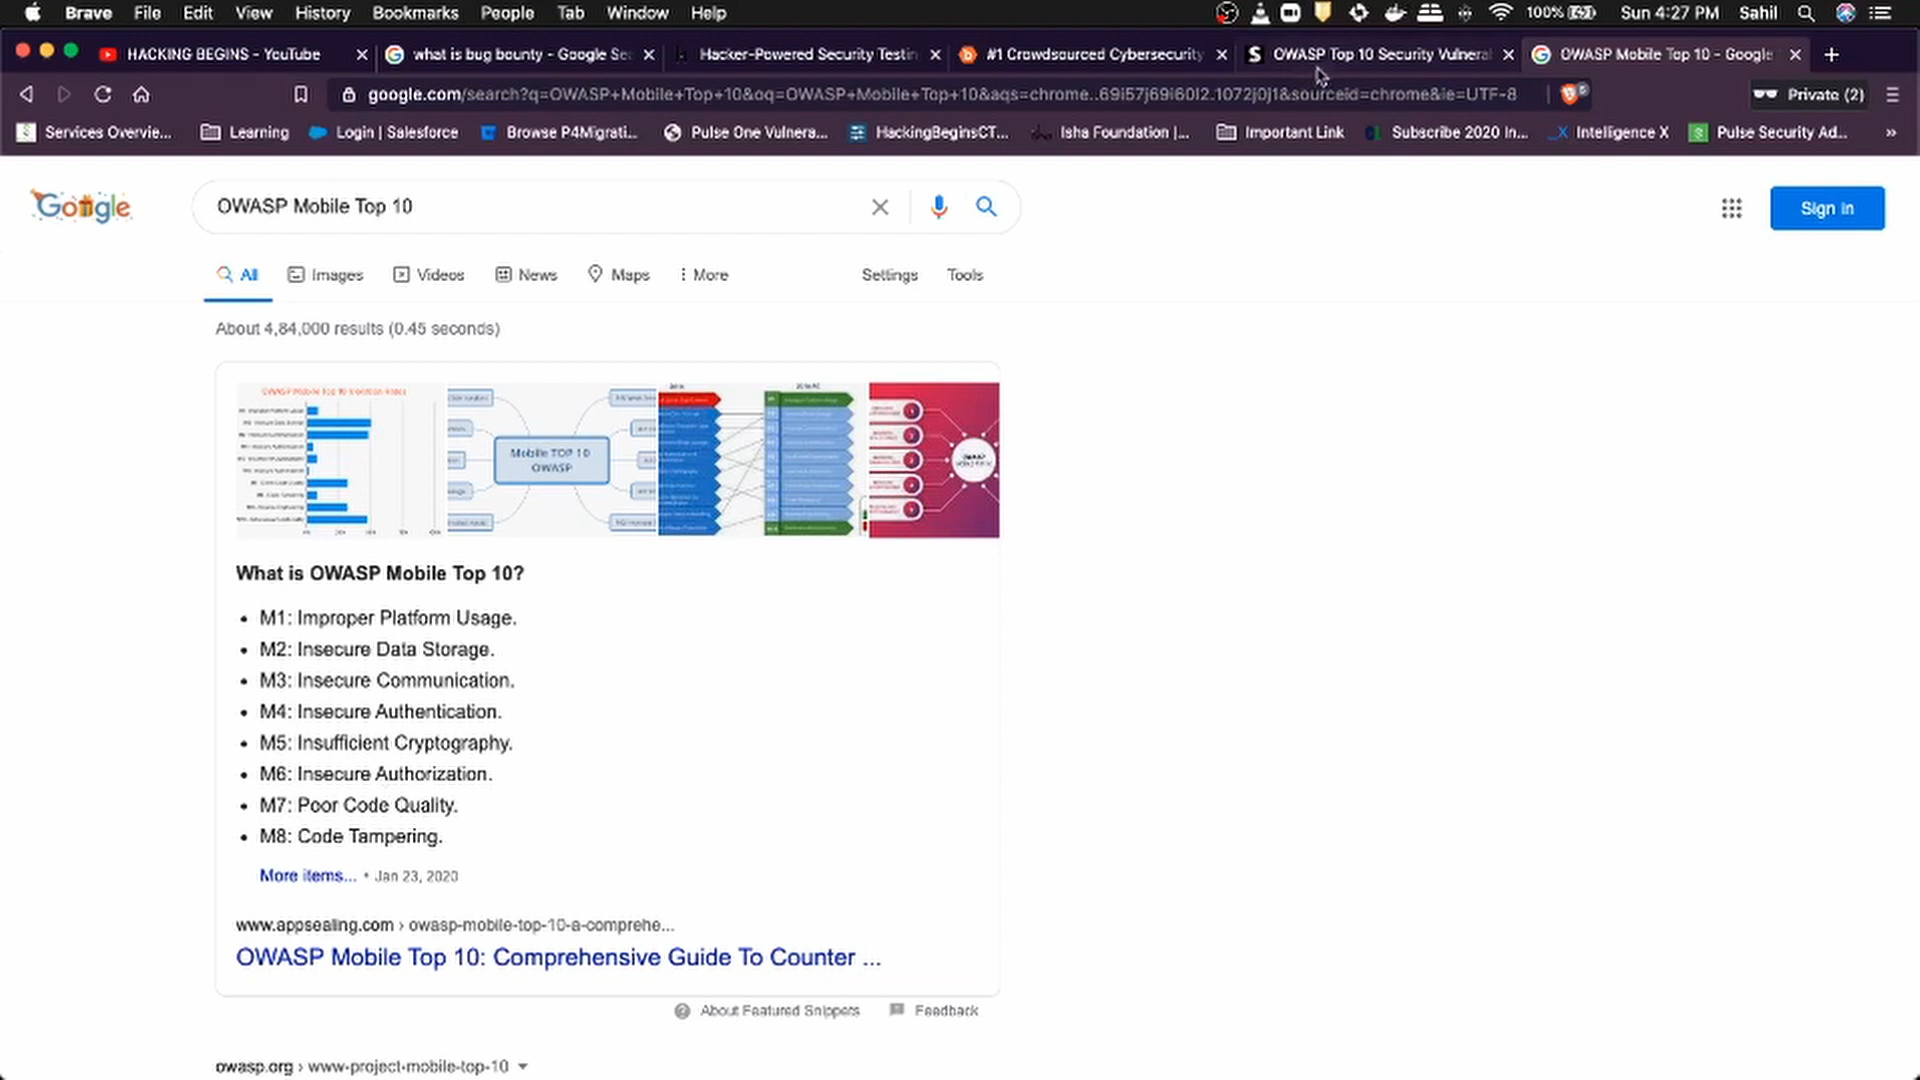 Brave File Edit View History Bookmarks People Tab Window Help 100% Sun 4:27 PM Sahil
HACKING BEGINS - YouTube what is bug bounty - Google Se Hacker-Powered Security Testin #1 Crowdsourced Cybersecurity OWASP Top 10 Security Vulneral OWASP Mobile Top 10 - Google
google.com/search?q=OWASP+Mobile+Top+10&oq=OWASP+Mobile+Top+10&aqs=chrome..69i57j69i60l2.1072j0j1&sourceid=chrome&ie=UTF-8 Private (2)
Services Overvie... Learning Login | Salesforce Browse P4Migrati... Pulse One Vulnera... HackingBeginsCT... Isha Foundation |... Important Link Subscribe 2020 In... Intelligence X Pulse Security Ad... »
Google OWASP Mobile Top 10 Sign in
All Images Videos News Maps More Settings Tools
About 4,84,000 results (0.45 seconds)
Mobile TOP 10
OWASP
What is OWASP Mobile Top 10?
• M1: Improper Platform Usage.
• M2: Insecure Data Storage.
• M3: Insecure Communication.
• M4: Insecure Authentication.
• M5: Insufficient Cryptography.
• M6: Insecure Authorization.
• M7: Poor Code Quality.
• M8: Code Tampering.
More items... • Jan 23, 2020
www.appsealing.com › owasp-mobile-top-10-a-comprehe...
OWASP Mobile Top 10: Comprehensive Guide To Counter ...
About Featured Snippets Feedback
owasp.org › www-project-mobile-top-10